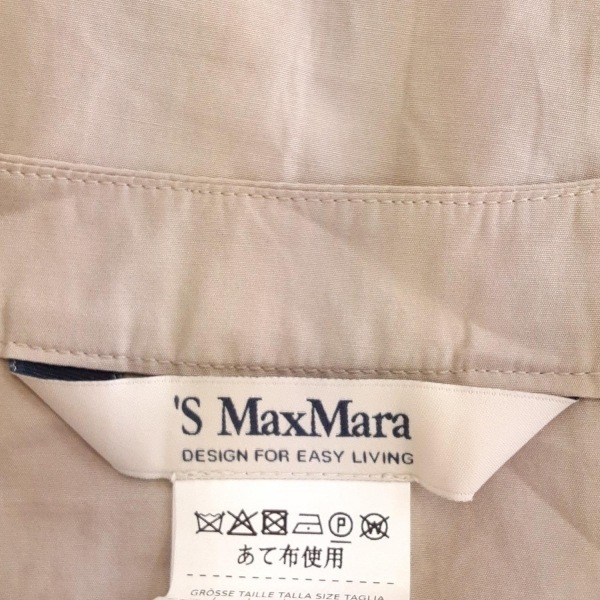 'S MaxMara
DESIGN FOR EASY LIVING
P W
あて布使用
GRÖSSE TAILLE TALLA SIZE TAGLIA